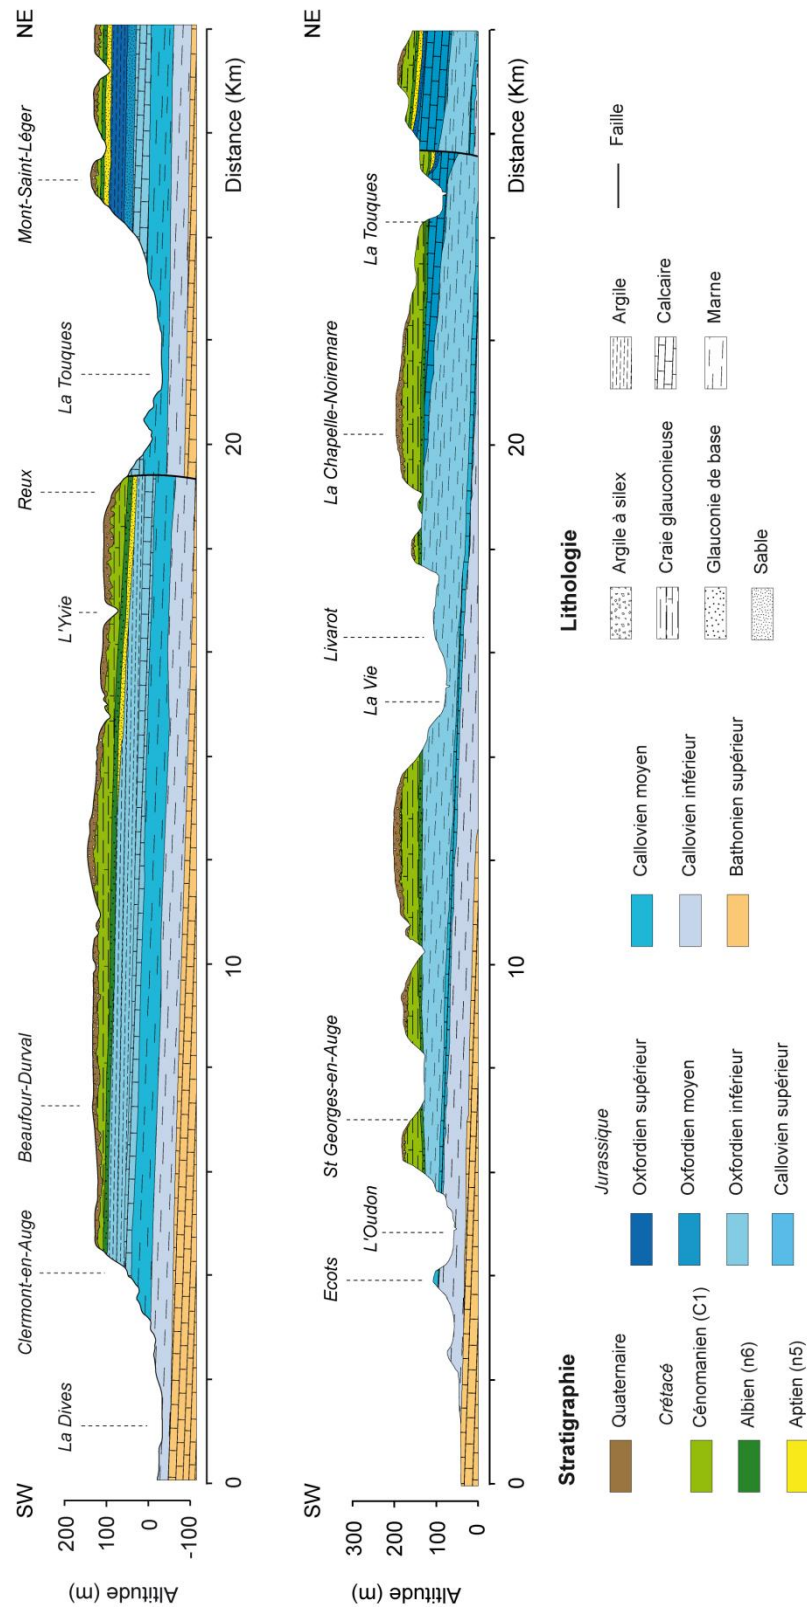 SW
NE
La Dives
Clermont-en-Auge
Beaufour-Durval
L'Yvie
Reux
La Touques
Mont-Saint-Léger
Altitude (m)
200
100
0
-100
0
10
20
Distance (Km)
SW
NE
Ecots
L'Oudon
St Georges-en-Auge
La Vie
Livarot
La Chapelle-Noiremare
La Touques
Altitude (m)
300
200
100
0
0
10
20
Distance (Km)
Stratigraphie
Quaternaire
Crétacé
Cénomanien (C1)
Albien (n6)
Aptien (n5)
Jurassique
Oxfordien supérieur
Oxfordien moyen
Oxfordien inférieur
Callovien supérieur
Callovien moyen
Callovien inférieur
Bathonien supérieur
Lithologie
Argile à silex
Craie glauconieuse
Glauconie de base
Sable
Argile
Calcaire
Marne
Faille